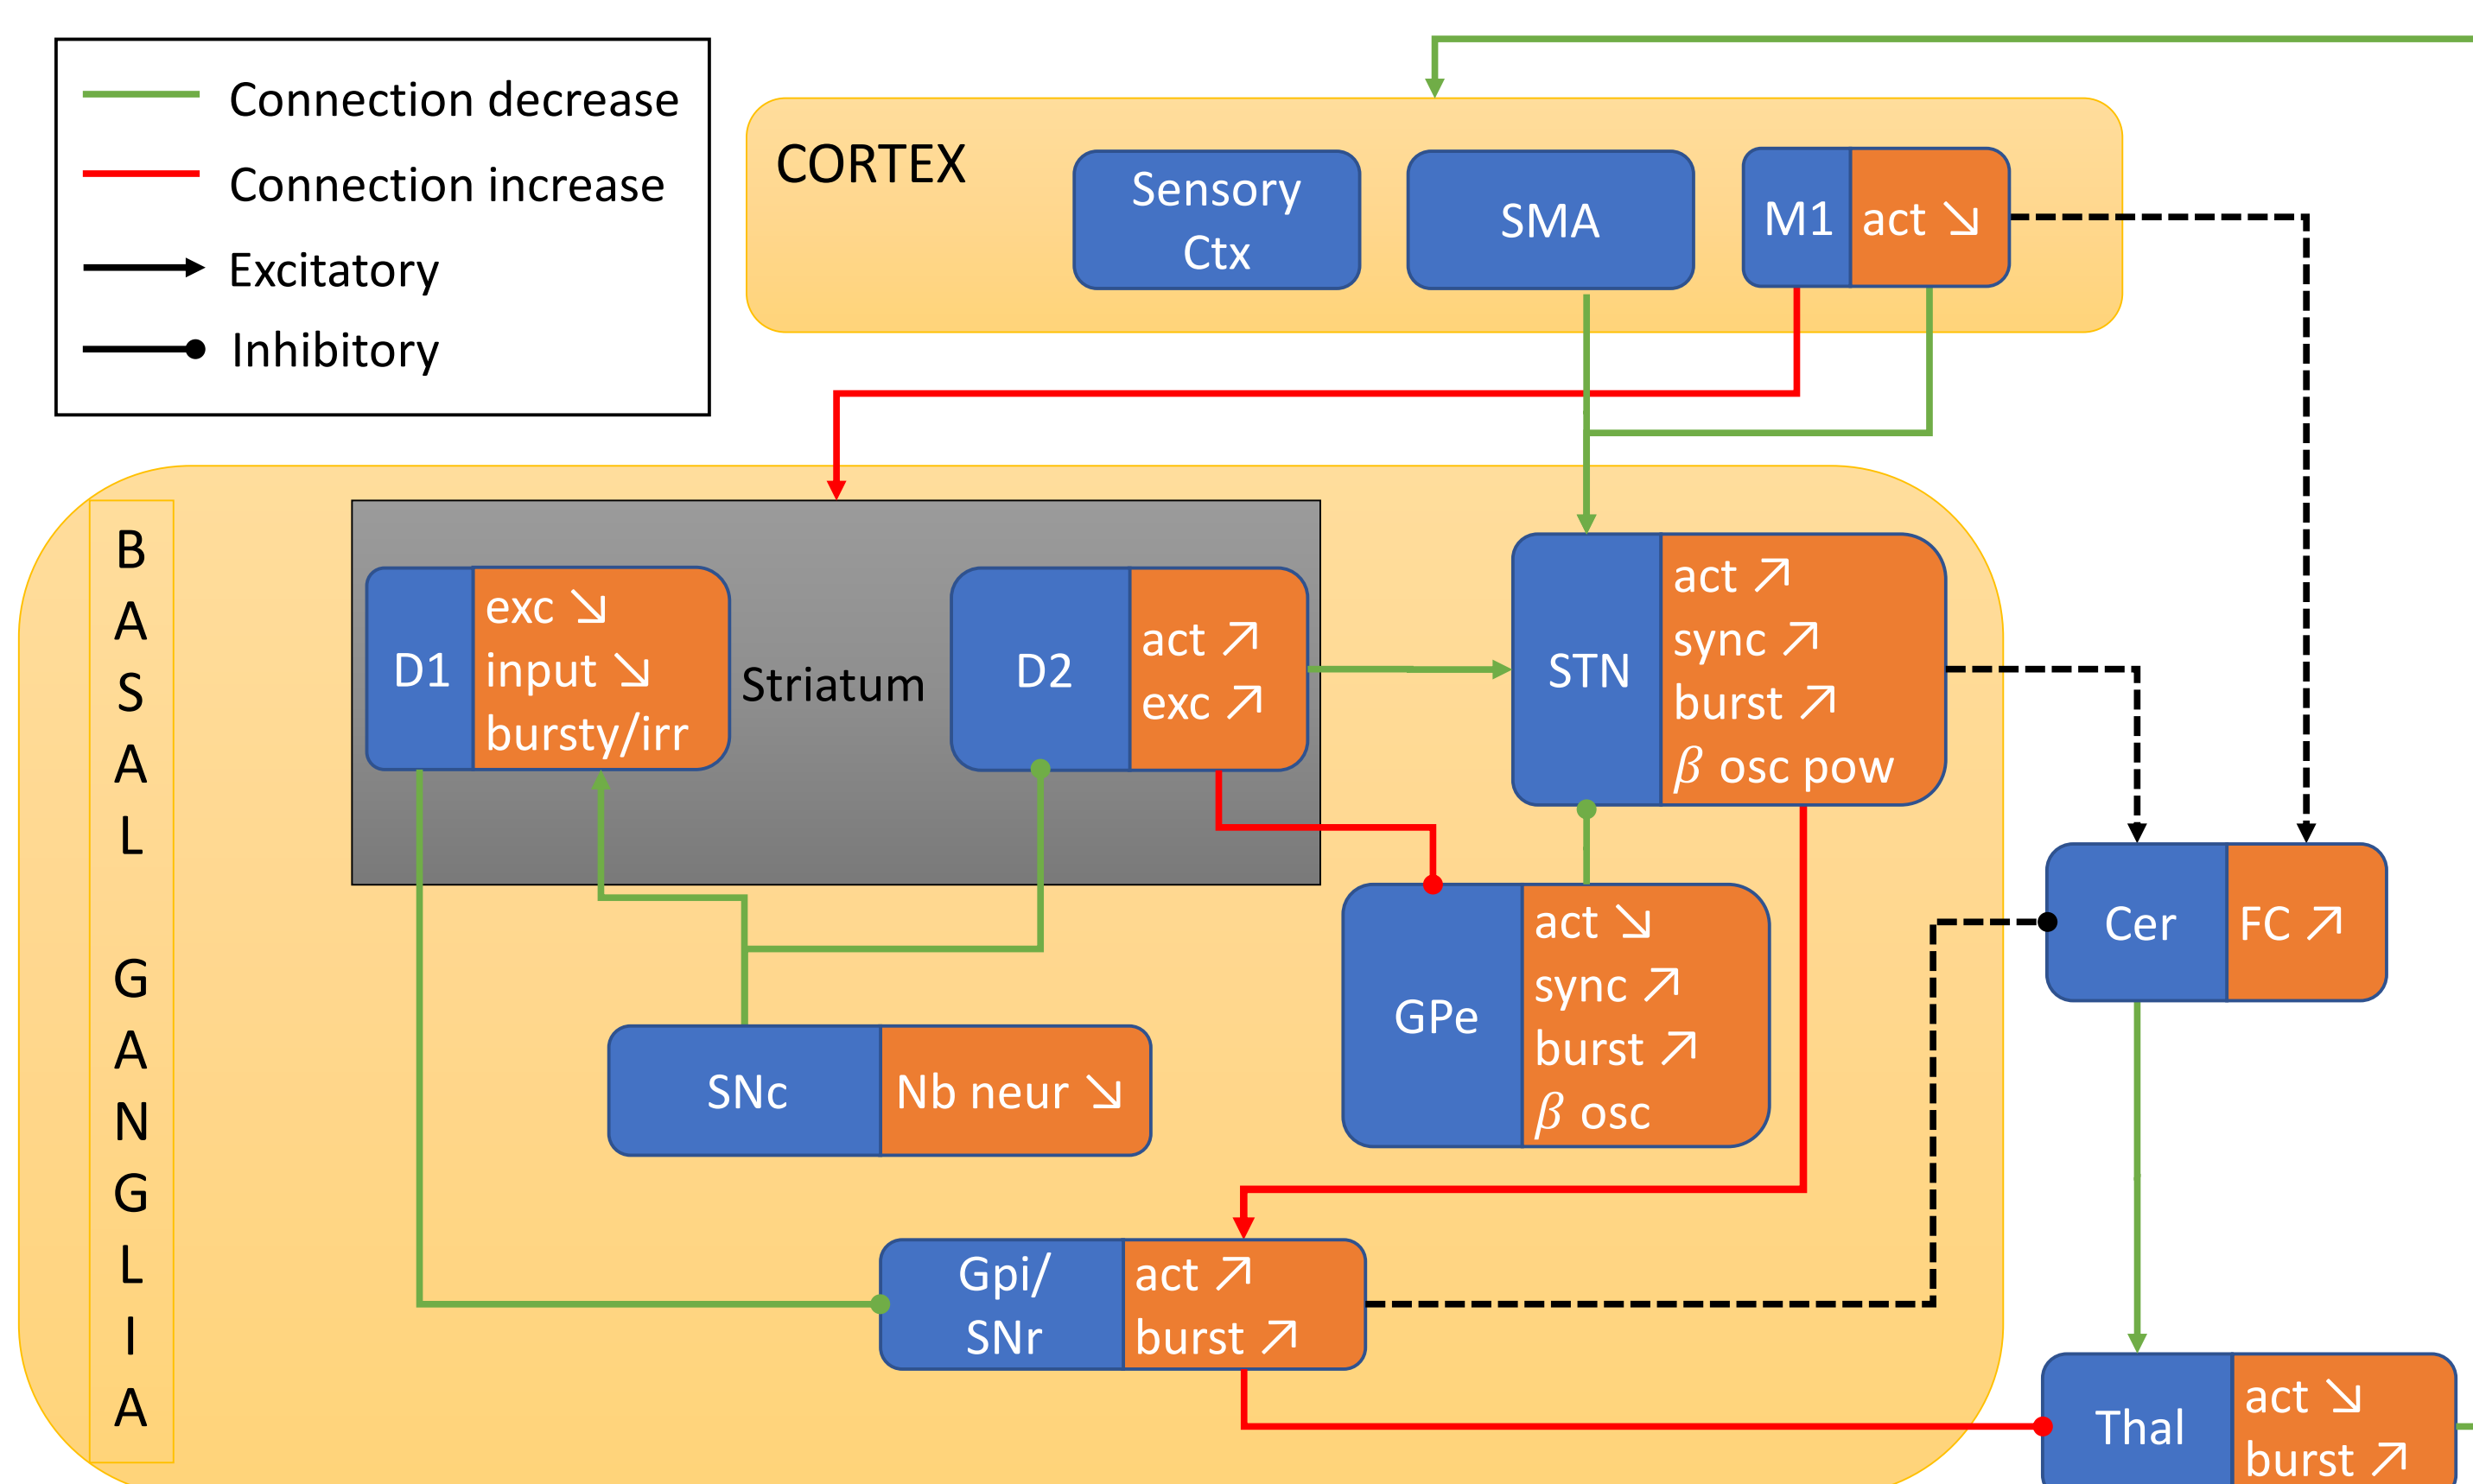 Connection decrease
Connection increase
Excitatory
Inhibitory
CORTEX
Sensory
Ctx
SMA
M1
act ↘
BASAL GANGLIA
D1
exc ↘
input ↘
bursty/irr
Striatum
D2
act ↗
exc ↗
STN
act ↗
sync ↗
burst ↗
β osc pow
SNc
Nb neur ↘
GPe
act ↘
sync ↗
burst ↗
β osc
Cer
FC ↗
Gpi/
SNr
act ↗
burst ↗
Thal
act ↘
burst ↗